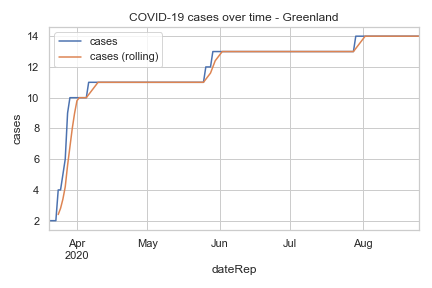 COVID-19 cases over time - Greenland
cases
cases (rolling)
14
12
10
8
6
4
2
cases
Apr
2020
May
Jun
Jul
Aug
dateRep